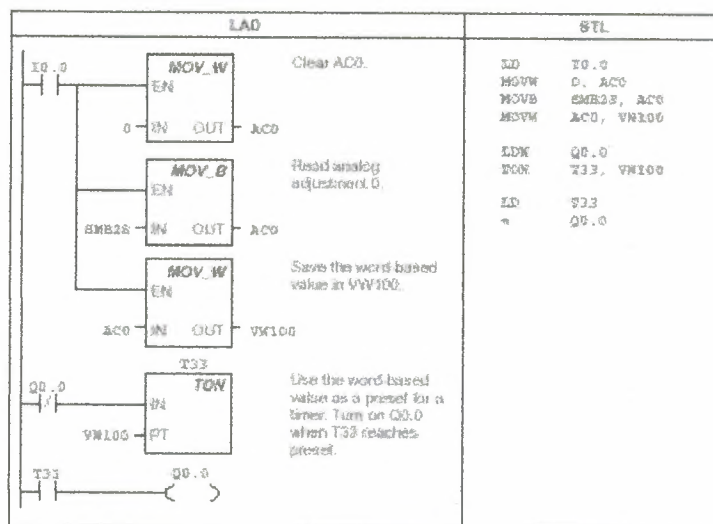 LAD
STL
I0.0
MOV_W
EN
0 IN OUT AC0
Clear AC0.
MOV_B
EN
SMB28 IN OUT AC0
Read analog
adjustment 0.
MOV_W
EN
AC0 IN OUT VW100
Save the word-based
value in VW100.
Q0.0
/
T33
TON
IN
VW100 PT
Use the word-based
value as a preset for a
timer. Turn on Q0.0
when T33 reaches
preset.
T33
Q0.0
LD I0.0
MOVW 0, AC0
MOVB SMB28, AC0
MOVW AC0, VW100
LDN Q0.0
TON T33, VW100
LD T33
= Q0.0